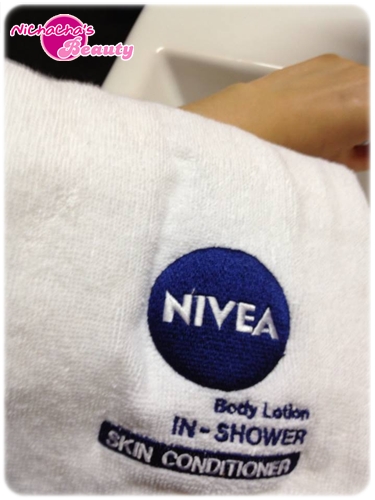 Nichacha's
Beauty
NIVEA
Body Lotion
IN-SHOWER
SKIN CONDITIONER